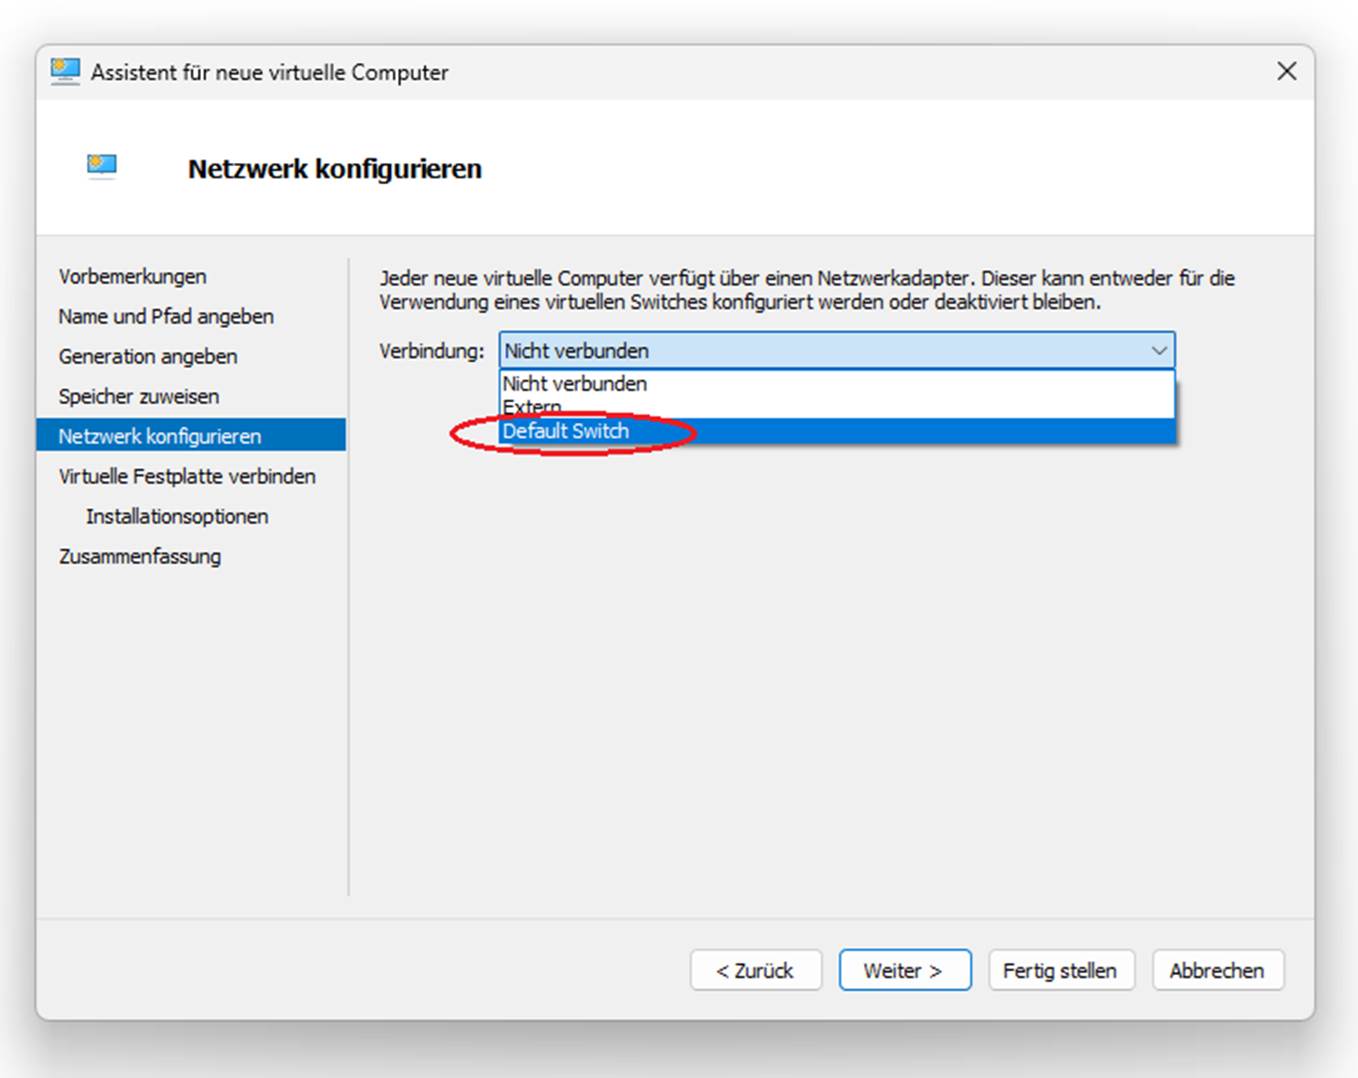 Assistent für neue virtuelle Computer
Netzwerk konfigurieren
Vorbemerkungen
Name und Pfad angeben
Generation angeben
Speicher zuweisen
Netzwerk konfigurieren
Virtuelle Festplatte verbinden
Installationsoptionen
Zusammenfassung
Jeder neue virtuelle Computer verfügt über einen Netzwerkadapter. Dieser kann entweder für die
Verwendung eines virtuellen Switches konfiguriert werden oder deaktiviert bleiben.
Verbindung: Nicht verbunden
Nicht verbunden
Extern
Default Switch
< Zurück Weiter > Fertig stellen Abbrechen